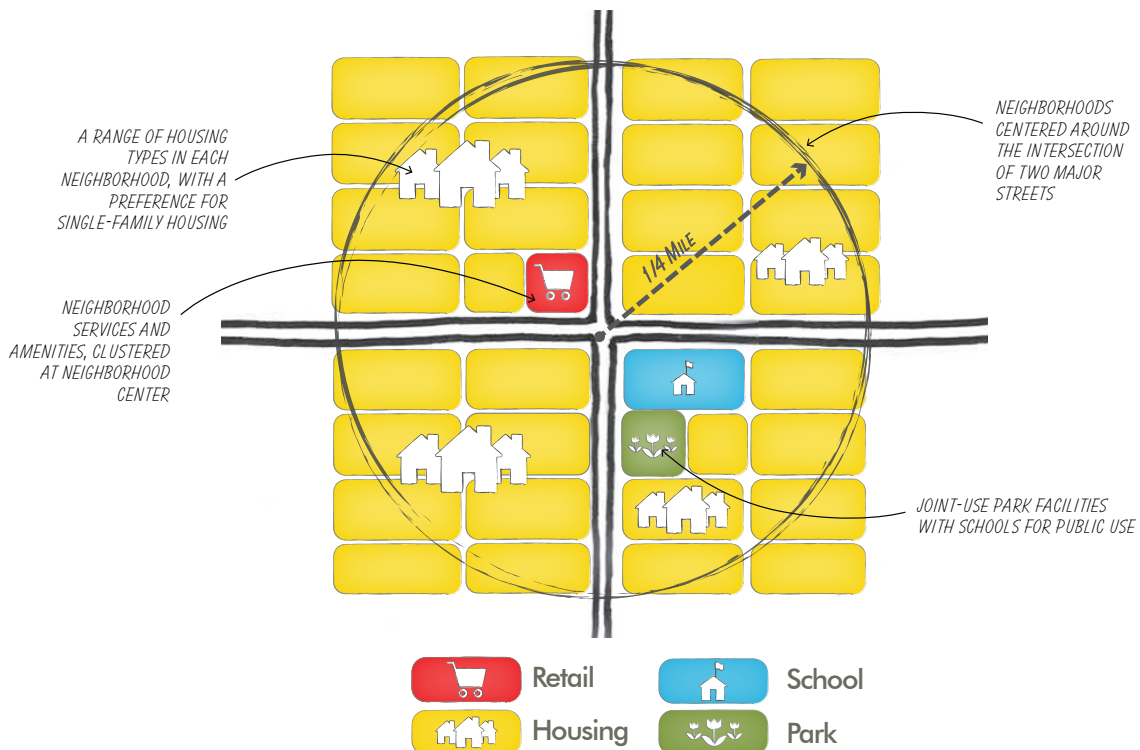 A RANGE OF HOUSING
TYPES IN EACH
NEIGHBORHOOD, WITH A
PREFERENCE FOR
SINGLE-FAMILY HOUSING
NEIGHBORHOOD
SERVICES AND
AMENITIES, CLUSTERED
AT NEIGHBORHOOD
CENTER
1/4 MILE
NEIGHBORHOODS
CENTERED AROUND
THE INTERSECTION
OF TWO MAJOR
STREETS
JOINT-USE PARK FACILITIES
WITH SCHOOLS FOR PUBLIC USE
Retail
School
Housing
Park